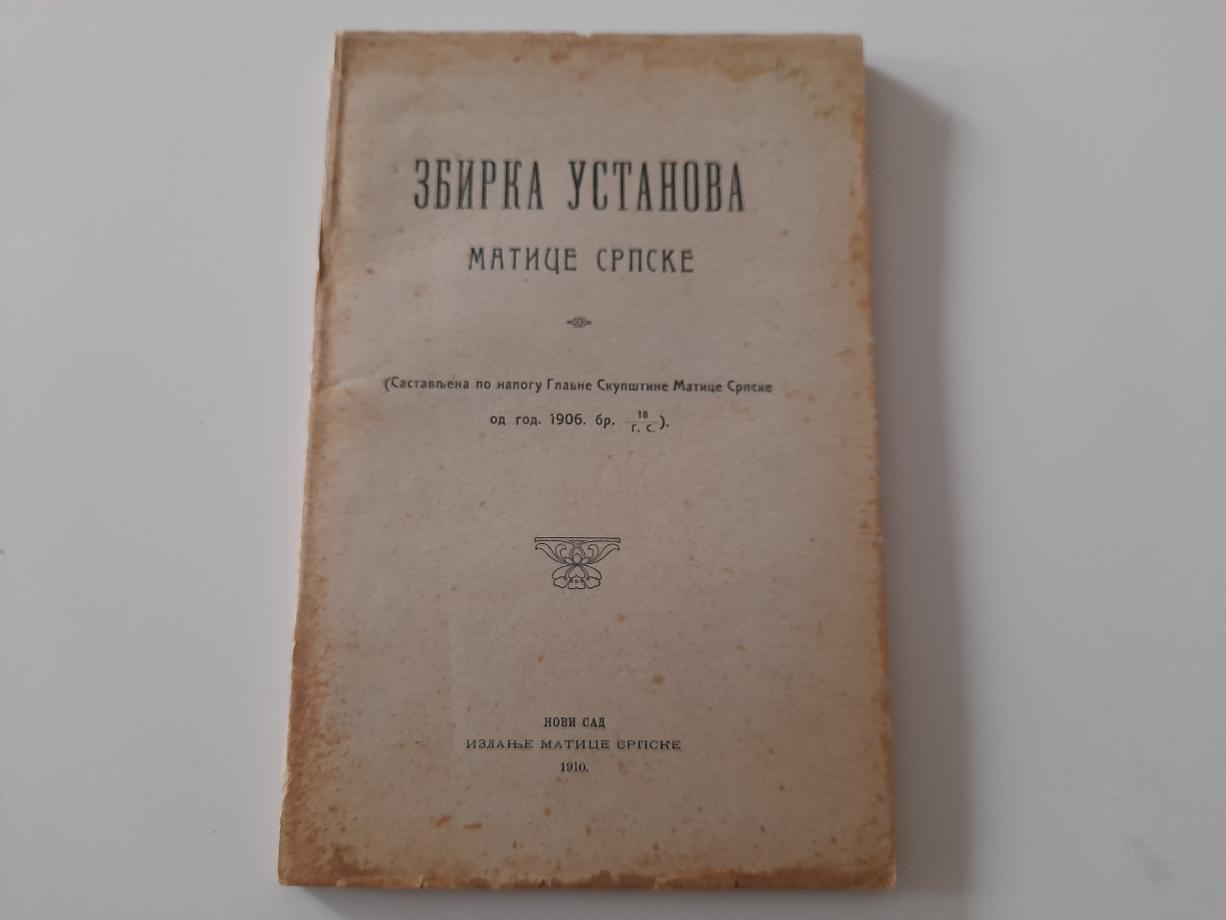 ЗБИРКА УСТАНОВА
МАТИЦЕ СРПСКЕ
(Састављена по налогу Главне Скупштине Матице Српске
од год. 1906. бр. 18/Г. С.).
НОВИ САД
ИЗДАЊЕ МАТИЦЕ СРПСКЕ
1910.